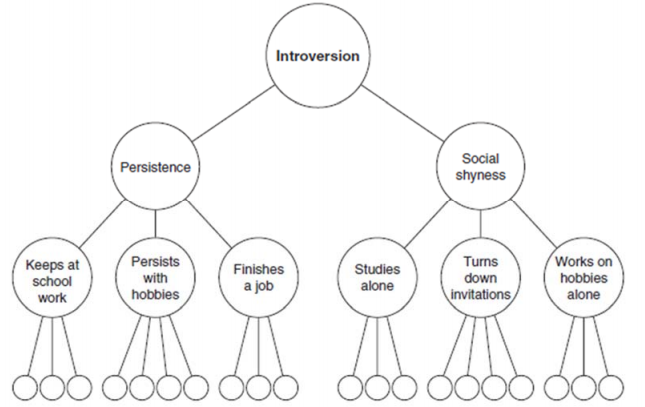 Introversion
Persistence
Social
shyness
Keeps at
school
work
Persists
with
hobbies
Finishes
a job
Studies
alone
Turns
down
invitations
Works on
hobbies
alone